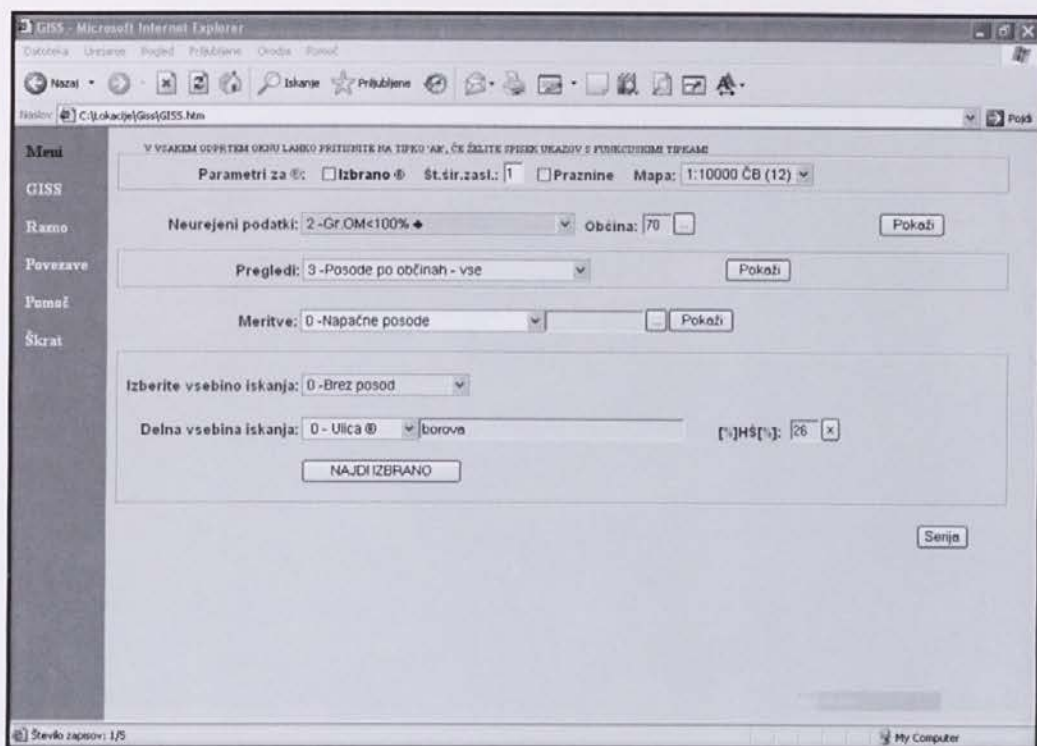 GISS - Microsoft Internet Explorer
Datoteka Urejanje Pogled Priljubljene Orodja Pomoč
Nazaj Iskanje Priljubljene
Naslov C:\Lokacije\Giss\GISS.htm Pojdi
V VSAKEM ODPRTEM OKNU LAHKO PRITISNITE NA TIPKO 'AK', ČE ŽELITE SPISEK UKAZOV S FUNKCIJSKIMI TIPKAMI
Meni
GISS
Razno
Povezave
Pomoč
Škrat
Parametri za ®: Izbrano ® Št.šir.zasl.: 1 Praznine Mapa: 1:10000 ČB (12)
Neurejeni podatki: 2 -Gr.OM<100% ♦ Občina: 70 ... Pokaži
Pregledi: 3 -Posode po občinah - vse Pokaži
Meritve: 0 -Napačne posode ... Pokaži
Izberite vsebino iskanja: 0 -Brez posod
Delna vsebina iskanja: 0 - Ulica ® borova [%]HŠ[%]: 26 x
NAJDI IZBRANO
Serija
Število zapisov: 1/5 My Computer